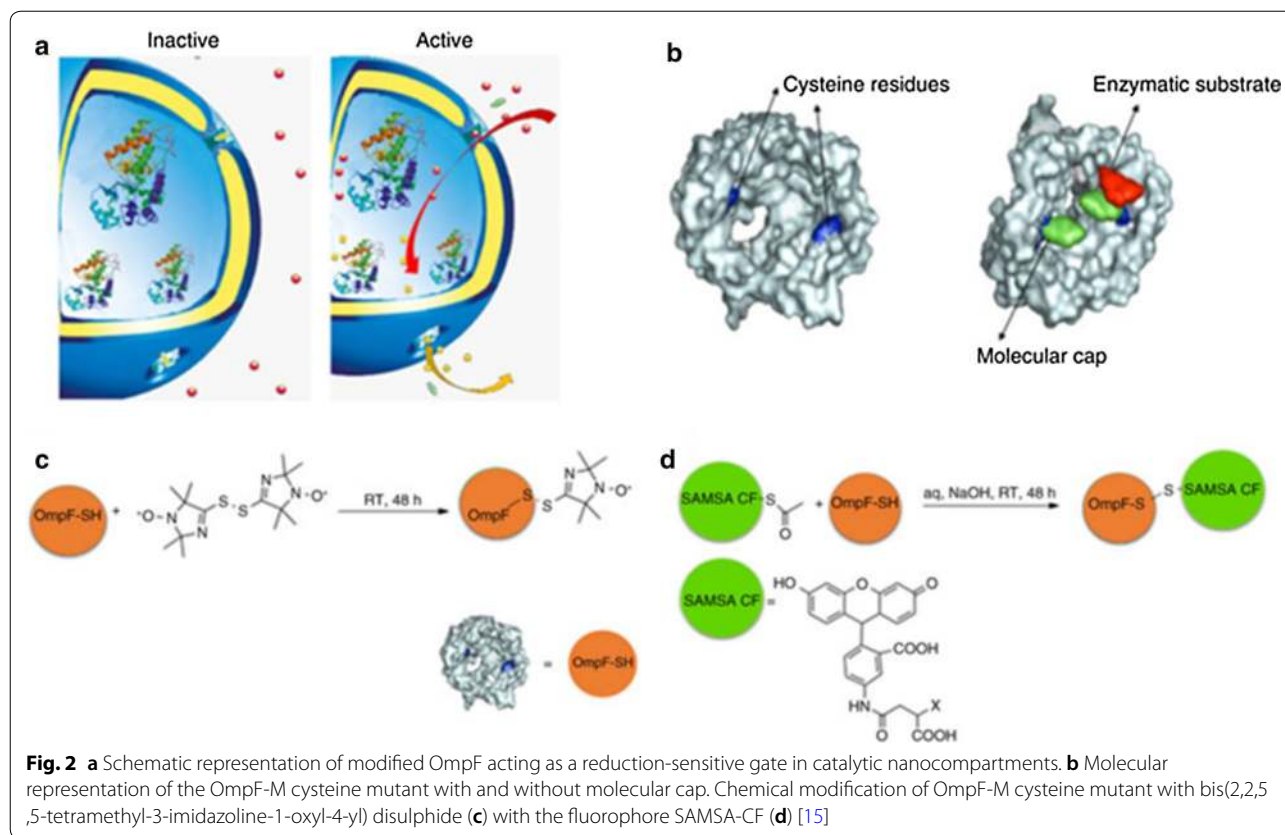 a
Inactive
Active
b
Cysteine residues
Enzymatic substrate
Molecular cap
c
OmpF-SH
+
•O-N
N
S
S
N
N-O•
RT, 48 h
OmpF
S
S
N
N-O•
= OmpF-SH
d
SAMSA CF
S
O
+
OmpF-SH
aq, NaOH, RT, 48 h
OmpF-S
S
SAMSA CF
SAMSA CF
=
HO
O
O
COOH
HN
X
O
COOH
Fig. 2 a Schematic representation of modified OmpF acting as a reduction-sensitive gate in catalytic nanocompartments. b Molecular
representation of the OmpF-M cysteine mutant with and without molecular cap. Chemical modification of OmpF-M cysteine mutant with bis(2,2,5
,5-tetramethyl-3-imidazoline-1-oxyl-4-yl) disulphide (c) with the fluorophore SAMSA-CF (d) [15]